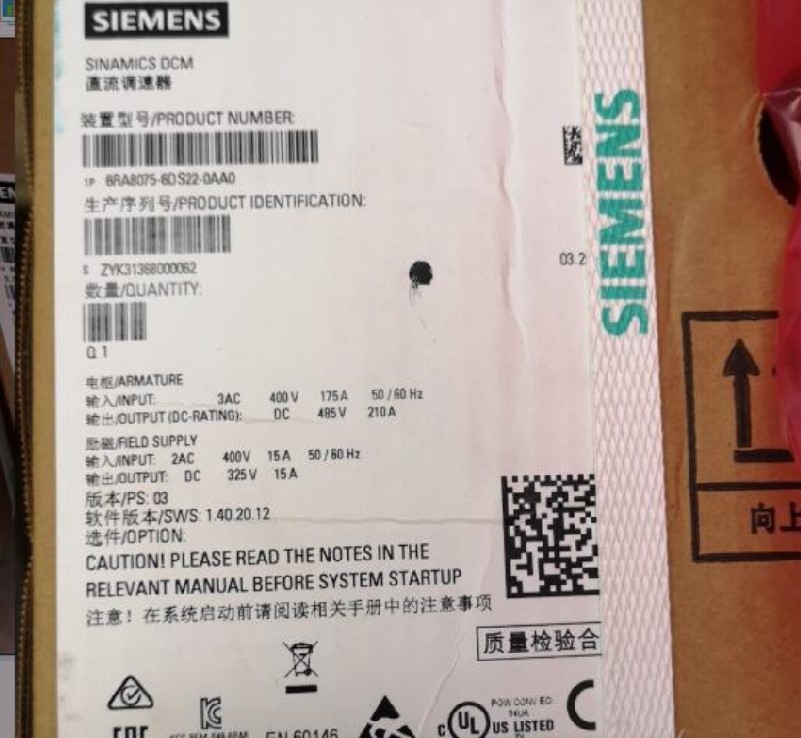 SIEMENS
SINAMICS DCM
直流调速器
装置型号/PRODUCT NUMBER:
1P 6RA8075-6DS22-0AA0
生产序列号/PRODUCT IDENTIFICATION:
S ZYK31368000062
数量/QUANTITY:
Q 1
03.2
电枢/ARMATURE
输入/INPUT: 3AC 400 V 175 A 50 / 60 Hz
输出/OUTPUT (DC-RATING): DC 485 V 210 A
励磁/FIELD SUPPLY
输入/INPUT: 2AC 400V 15 A 50 / 60 Hz
输出/OUTPUT: DC 325 V 15 A
版本/PS: 03
软件版本/SWS: 1.40.20.12
选件/OPTION:
CAUTION! PLEASE READ THE NOTES IN THE
RELEVANT MANUAL BEFORE SYSTEM STARTUP
注意！在系统启动前请阅读相关手册中的注意事项
质量检验合
EN 60146
c UL US LISTED
SIEMENS
向上